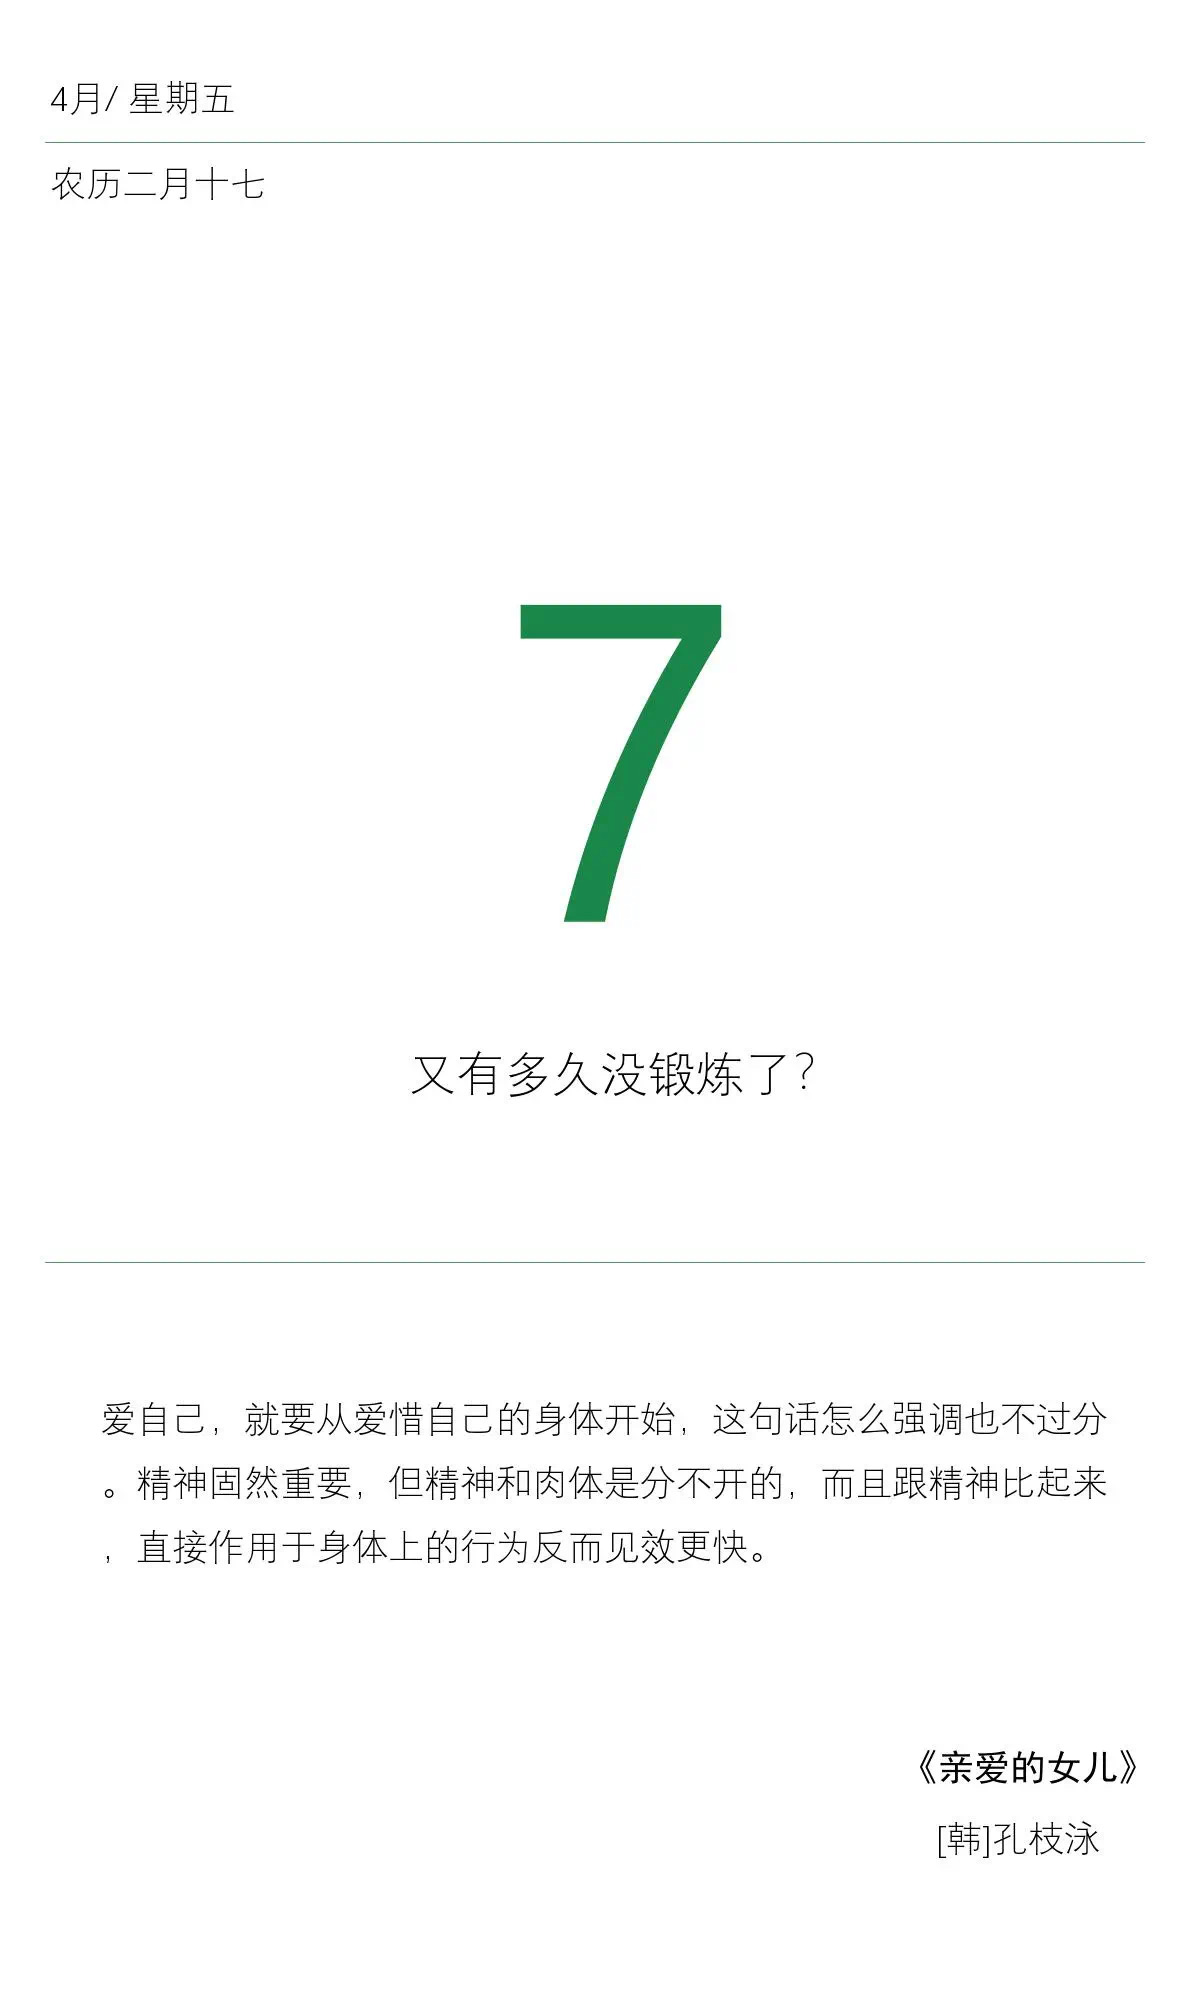 4月/ 星期五
农历二月十七
7
又有多久没锻炼了？
爱自己，就要从爱惜自己的身体开始，这句话怎么强调也不过分
。精神固然重要，但精神和肉体是分不开的，而且跟精神比起来
，直接作用于身体上的行为反而见效更快。
《亲爱的女儿》
[韩]孔枝泳